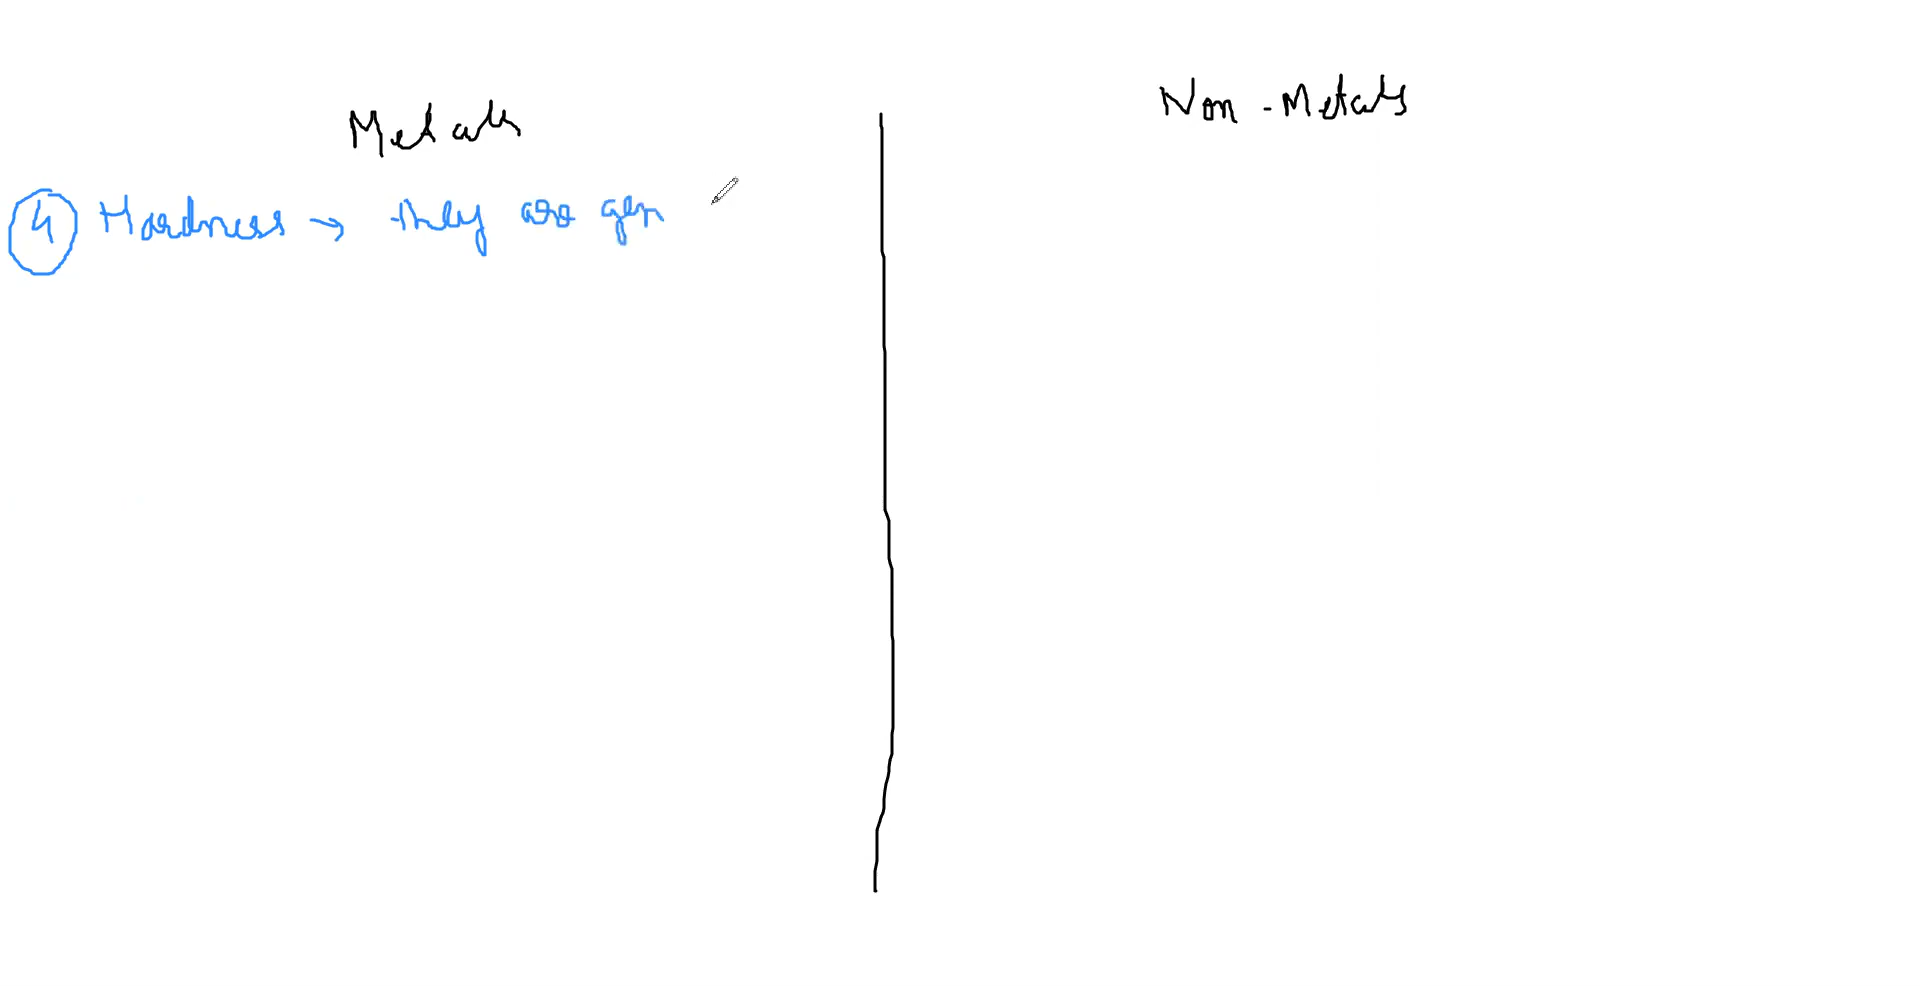 Metals
Non-Metals
4 Hardness → they are gen